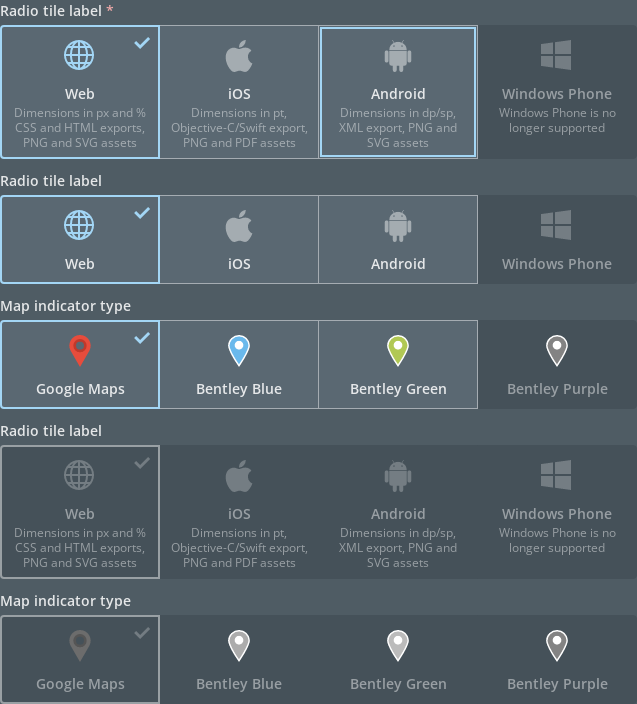 Radio tile label *
Web
Dimensions in px and %
CSS and HTML exports,
PNG and SVG assets
iOS
Dimensions in pt,
Objective-C/Swift export,
PNG and PDF assets
Android
Dimensions in dp/sp,
XML export, PNG and
SVG assets
Windows Phone
Windows Phone is no
longer supported
Radio tile label
Web
iOS
Android
Windows Phone
Map indicator type
Google Maps
Bentley Blue
Bentley Green
Bentley Purple
Radio tile label
Web
Dimensions in px and %
CSS and HTML exports,
PNG and SVG assets
iOS
Dimensions in pt,
Objective-C/Swift export,
PNG and PDF assets
Android
Dimensions in dp/sp,
XML export, PNG and
SVG assets
Windows Phone
Windows Phone is no
longer supported
Map indicator type
Google Maps
Bentley Blue
Bentley Green
Bentley Purple